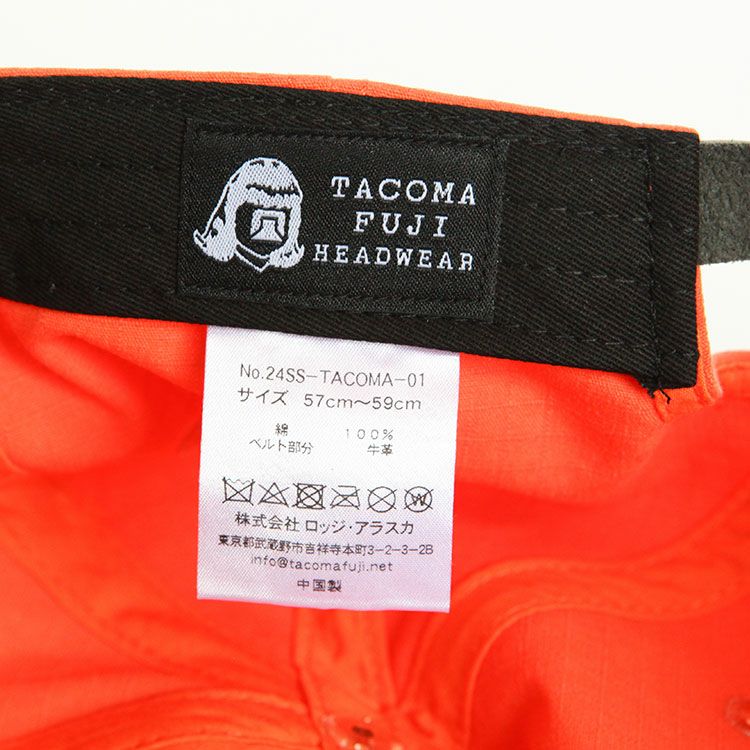 TACOMA
FUJI
HEADWEAR
No.24SS-TACOMA-01
サイズ 57cm～59cm
綿 100%
ベルト部分 牛革
株式会社 ロッジ・アラスカ
東京都武蔵野市吉祥寺本町3-2-3-2B
info@tacomafuji.net
中国製